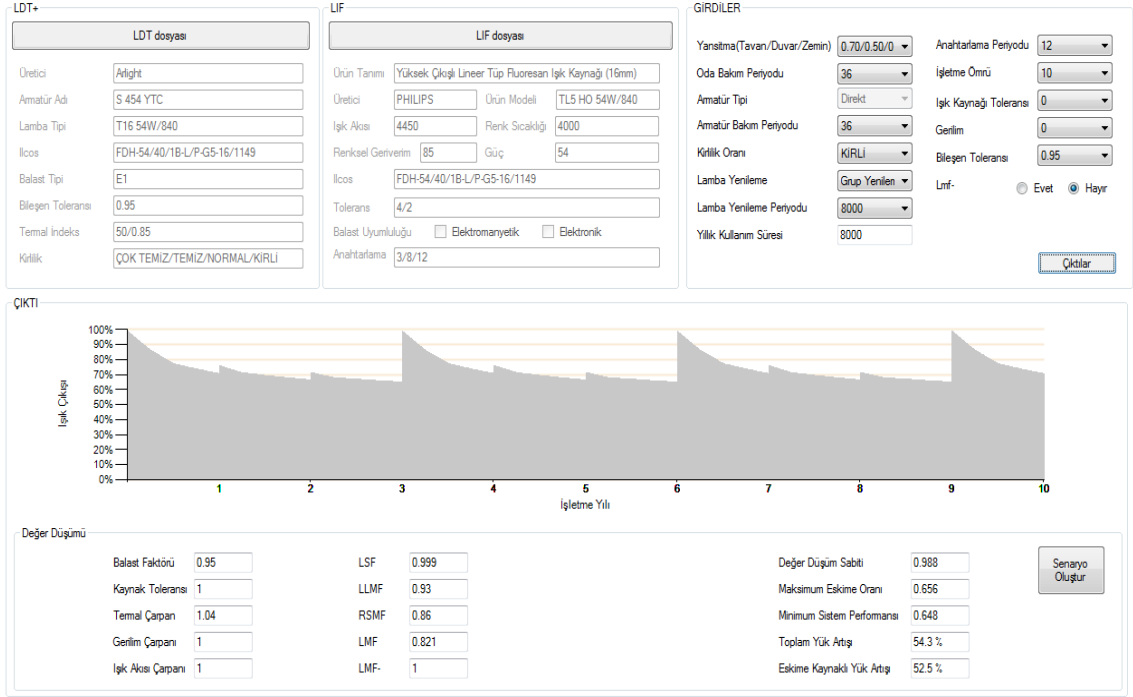 LDT+
LDT dosyası
Üretici Arlight
Armatür Adı S 454 YTC
Lamba Tipi T16 54W/840
Ilcos FDH-54/40/1B-L/P-G5-16/1149
Balast Tipi E1
Bileşen Toleransı 0.95
Termal İndeks 50/0.85
Kirlilik ÇOK TEMİZ/TEMİZ/NORMAL/KİRLİ
LIF
LIF dosyası
Ürün Tanımı Yüksek Çıkışlı Lineer Tüp Fluoresan Işık Kaynağı (16mm)
Üretici PHILIPS Ürün Modeli TL5 HO 54W/840
Işık Akısı 4450 Renk Sıcaklığı 4000
Renksel Geriverim 85 Güç 54
Ilcos FDH-54/40/1B-L/P-G5-16/1149
Tolerans 4/2
Balast Uyumluluğu Elektromanyetik Elektronik
Anahtarlama 3/8/12
GİRDİLER
Yansıtma(Tavan/Duvar/Zemin) 0.70/0.50/0
Oda Bakım Periyodu 36
Armatür Tipi Direkt
Armatür Bakım Periyodu 36
Kirlilik Oranı KİRLİ
Lamba Yenileme Grup Yenilen
Lamba Yenileme Periyodu 8000
Yıllık Kullanım Süresi 8000
Anahtarlama Periyodu 12
İşletme Ömrü 10
Işık Kaynağı Toleransı 0
Gerilim 0
Bileşen Toleransı 0.95
Lmf- Evet Hayır
Çıktılar
ÇIKTI
100%
90%
80%
70%
60%
50%
40%
30%
20%
10%
0%
Işık Çıkışı
1 2 3 4 5 6 7 8 9 10
İşletme Yılı
Değer Düşümü
Balast Faktörü 0.95 LSF 0.999 Değer Düşüm Sabiti 0.988
Kaynak Toleransı 1 LLMF 0.93 Maksimum Eskime Oranı 0.656
Termal Çarpan 1.04 RSMF 0.86 Minimum Sistem Performansı 0.648
Gerilim Çarpanı 1 LMF 0.821 Toplam Yük Artışı 54.3 %
Işık Akısı Çarpanı 1 LMF- 1 Eskime Kaynaklı Yük Artışı 52.5 %
Senaryo
Oluştur